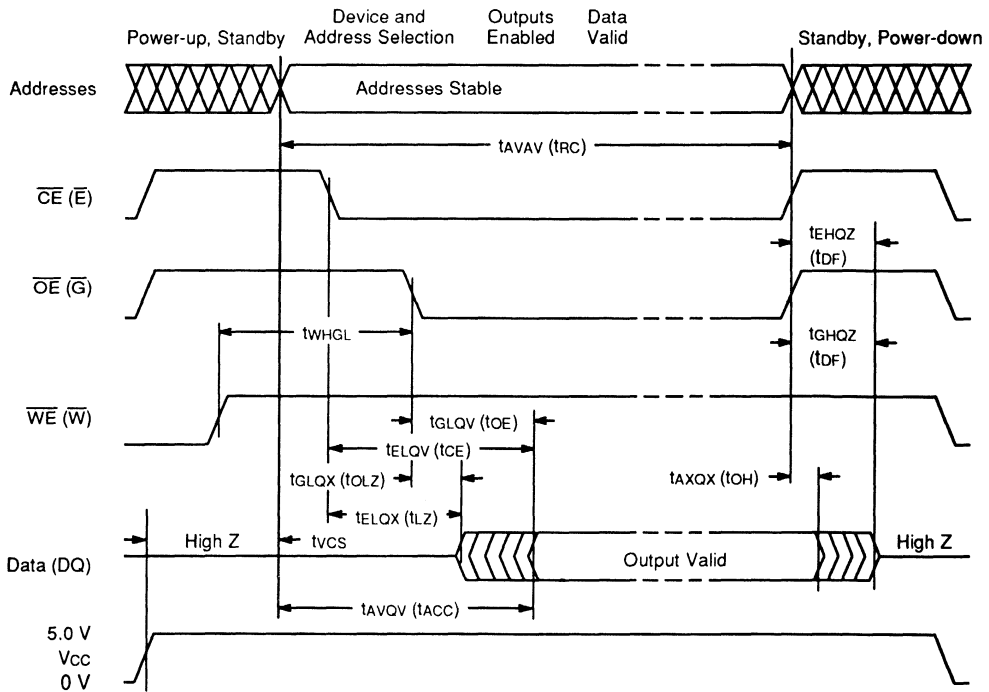 Power-up, Standby
Device and
Address Selection
Outputs
Enabled
Data
Valid
Standby, Power-down
Addresses
Addresses Stable
tAVAV (tRC)
CE (E)
tEHQZ
(tDF)
OE (G)
tWHGL
tGHQZ
(tDF)
WE (W)
tGLQV (tOE)
tELQV (tCE)
tGLQX (tOLZ)
tAXQX (tOH)
tELQX (tLZ)
High Z
tVCS
Output Valid
High Z
Data (DQ)
tAVQV (tACC)
5.0 V
VCC
0 V